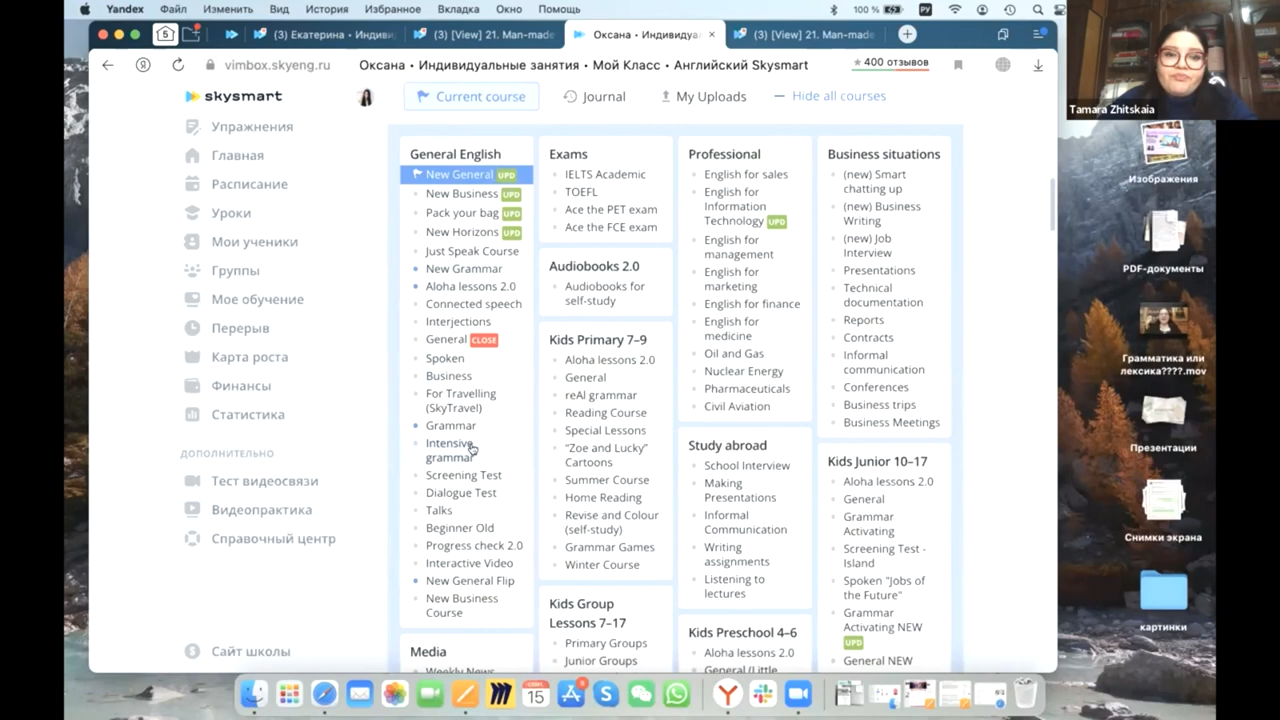 Yandex Файл Изменить Вид История Избранное Вкладка Окно Помощь
100 % РУ
5 (3) Екатерина • Индиви (3) [View] 21. Man-made Оксана • Индивидуа × (3) [View] 21. Man-made
vimbox.skyeng.ru Оксана • Индивидуальные занятия • Мой Класс • Английский Skysmart ★ 400 отзывов
skysmart
Current course Journal My Uploads Hide all courses
Упражнения
Главная
Расписание
Уроки
Мои ученики
Группы
Мое обучение
Перерыв
Карта роста
Финансы
Статистика
ДОПОЛНИТЕЛЬНО
Тест видеосвязи
Видеопрактика
Справочный центр
Сайт школы
General English
New General UPD
New Business UPD
Pack your bag UPD
New Horizons UPD
Just Speak Course
New Grammar
Aloha lessons 2.0
Connected speech
Interjections
General CLOSE
Spoken
Business
For Travelling
(SkyTravel)
Grammar
Intensive
grammar
Screening Test
Dialogue Test
Talks
Beginner Old
Progress check 2.0
Interactive Video
New General Flip
New Business
Course
Media
Weekly News
Exams
IELTS Academic
TOEFL
Ace the PET exam
Ace the FCE exam
Audiobooks 2.0
Audiobooks for
self-study
Kids Primary 7–9
Aloha lessons 2.0
General
reAl grammar
Reading Course
Special Lessons
“Zoe and Lucky”
Cartoons
Summer Course
Home Reading
Revise and Colour
(self-study)
Grammar Games
Winter Course
Kids Group
Lessons 7–17
Primary Groups
Junior Groups
Professional
English for sales
English for
Information
Technology UPD
English for
management
English for
marketing
English for finance
English for
medicine
Oil and Gas
Nuclear Energy
Pharmaceuticals
Civil Aviation
Study abroad
School Interview
Making
Presentations
Informal
Communication
Writing
assignments
Listening to
lectures
Kids Preschool 4–6
Aloha lessons 2.0
General (Little
Business situations
(new) Smart
chatting up
(new) Business
Writing
(new) Job
Interview
Presentations
Technical
documentation
Reports
Contracts
Informal
communication
Conferences
Business trips
Business Meetings
Kids Junior 10–17
Aloha lessons 2.0
General
Grammar
Activating
Screening Test -
Island
Spoken "Jobs of
the Future"
Grammar
Activating NEW
UPD
General NEW
Tamara Zhitskaia
Изображения
PDF-документы
Грамматика или
лексика????.mov
Презентации
Снимки экрана
картинки
15